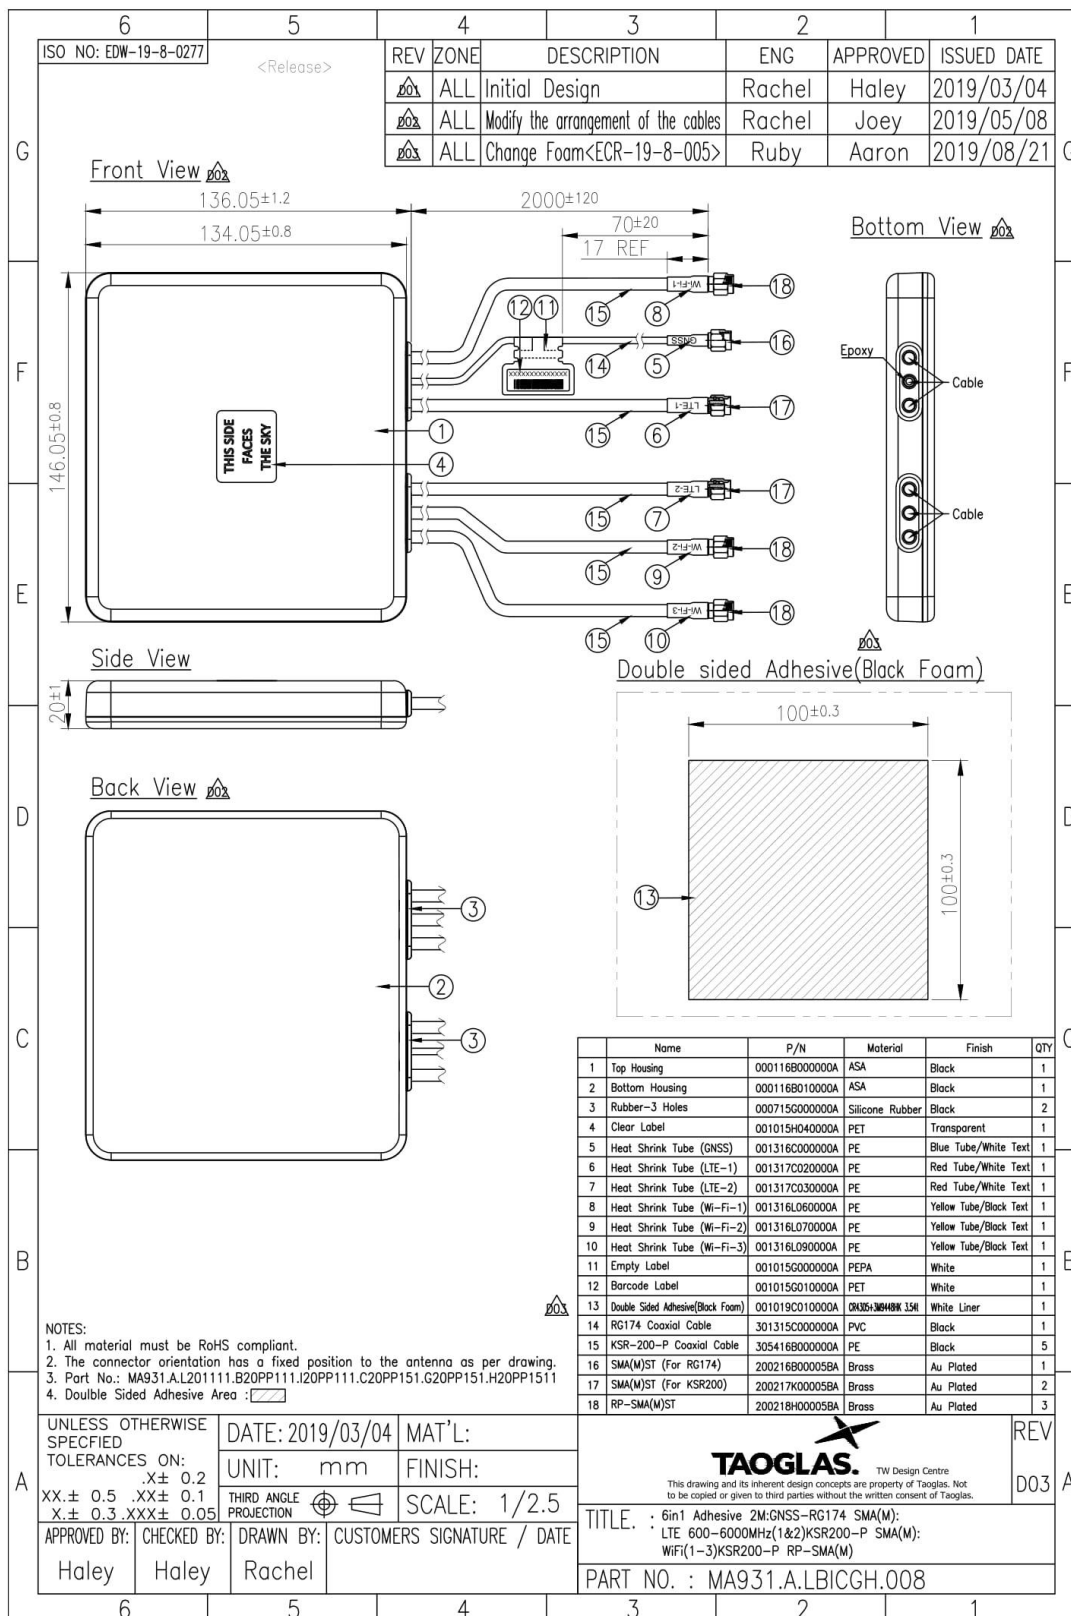 6 5 4 3 2 1
ISO NO: EDW-19-8-0277
<Release>
REV ZONE DESCRIPTION ENG APPROVED ISSUED DATE
D01 ALL Initial Design Rachel Haley 2019/03/04
D02 ALL Modify the arrangement of the cables Rachel Joey 2019/05/08
D03 ALL Change Foam<ECR-19-8-005> Ruby Aaron 2019/08/21
G G
Front View D02
136.05±1.2
134.05±0.8
2000±120
70±20
17 REF
Bottom View D02
146.05±0.8
THIS SIDE
FACES
THE SKY
Wi-Fi-1
15 8 18
12 11
GNSS
14 5 16
XXXXXXXXXXXXX
LTE-1
15 6 17
1
4
LTE-2
15 7 17
Wi-Fi-2
15 9 18
Wi-Fi-3
15 10 18
Epoxy
Cable
Cable
F F
E E
Side View
20±1
D03
Double sided Adhesive(Black Foam)
100±0.3
100±0.3
13
Back View D02
3
2
3
D D
C C
B B
Name P/N Material Finish QTY
1 Top Housing 000116B000000A ASA Black 1
2 Bottom Housing 000116B010000A ASA Black 1
3 Rubber-3 Holes 000715G000000A Silicone Rubber Black 2
4 Clear Label 001015H040000A PET Transparent 1
5 Heat Shrink Tube (GNSS) 001316C000000A PE Blue Tube/White Text 1
6 Heat Shrink Tube (LTE-1) 001317C020000A PE Red Tube/White Text 1
7 Heat Shrink Tube (LTE-2) 001317C030000A PE Red Tube/White Text 1
8 Heat Shrink Tube (Wi-Fi-1) 001316L060000A PE Yellow Tube/Black Text 1
9 Heat Shrink Tube (Wi-Fi-2) 001316L070000A PE Yellow Tube/Black Text 1
10 Heat Shrink Tube (Wi-Fi-3) 001316L090000A PE Yellow Tube/Black Text 1
11 Empty Label 001015G000000A PEPA White 1
12 Barcode Label 001015G010000A PET White 1
13 Double Sided Adhesive(Black Foam) 001019C010000A White Liner 1
14 RG174 Coaxial Cable 301315C000000A PVC Black 1
15 KSR-200-P Coaxial Cable 305416B000000A PE Black 5
16 SMA(M)ST (For RG174) 200216B00005BA Brass Au Plated 1
17 SMA(M)ST (For KSR200) 200217K00005BA Brass Au Plated 2
18 RP-SMA(M)ST 200218H00005BA Brass Au Plated 3
D03
NOTES:
1. All material must be RoHS compliant.
2. The connector orientation has a fixed position to the antenna as per drawing.
3. Part No.: MA931.A.L201111.B20PP111.I20PP111.C20PP151.G20PP151.H20PP1511
4. Doulble Sided Adhesive Area :
A A
UNLESS OTHERWISE
SPECFIED
TOLERANCES ON:
.X± 0.2
XX.± 0.5 .XX± 0.1
X.± 0.3 .XXX± 0.05
DATE: 2019/03/04 MAT'L:
UNIT: mm FINISH:
THIRD ANGLE
PROJECTION
SCALE: 1/2.5
APPROVED BY: CHECKED BY: DRAWN BY: CUSTOMERS SIGNATURE / DATE
Haley Haley Rachel
TAOGLAS. TW Design Centre
This drawing and its inherent design concepts are property of Taoglas. Not
to be copied or given to third parties without the written consent of Taoglas.
REV
D03
TITLE. : 6in1 Adhesive 2M:GNSS-RG174 SMA(M):
LTE 600-6000MHz(1&2)KSR200-P SMA(M):
WiFi(1-3)KSR200-P RP-SMA(M)
PART NO. : MA931.A.LBICGH.008
6 5 4 3 2 1